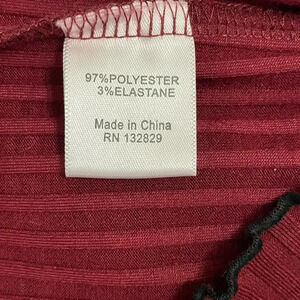 97%POLYESTER
3%ELASTANE
Made in China
RN 132829